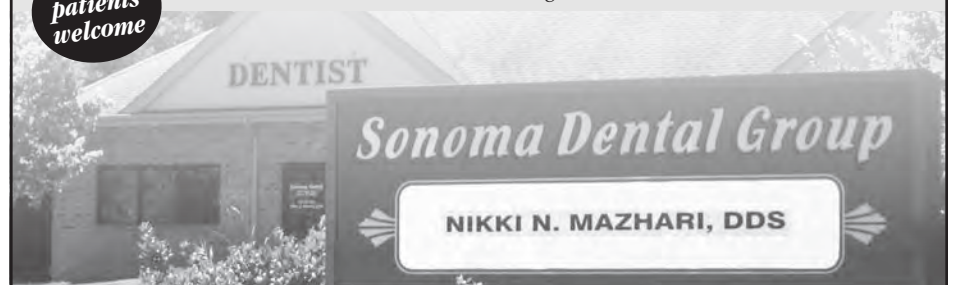 patients
welcome
DENTIST
Sonoma Dental Group
NIKKI N. MAZHARI, DDS